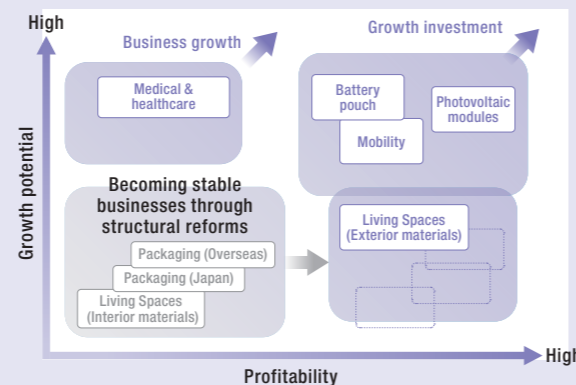 High
Business growth
Growth investment
Medical &
healthcare
Battery
pouch
Photovoltaic
modules
Mobility
Growth potential
Becoming stable
businesses through
structural reforms
Packaging (Overseas)
Packaging (Japan)
Living Spaces
(Interior materials)
Living Spaces
(Exterior materials)
High
Profitability